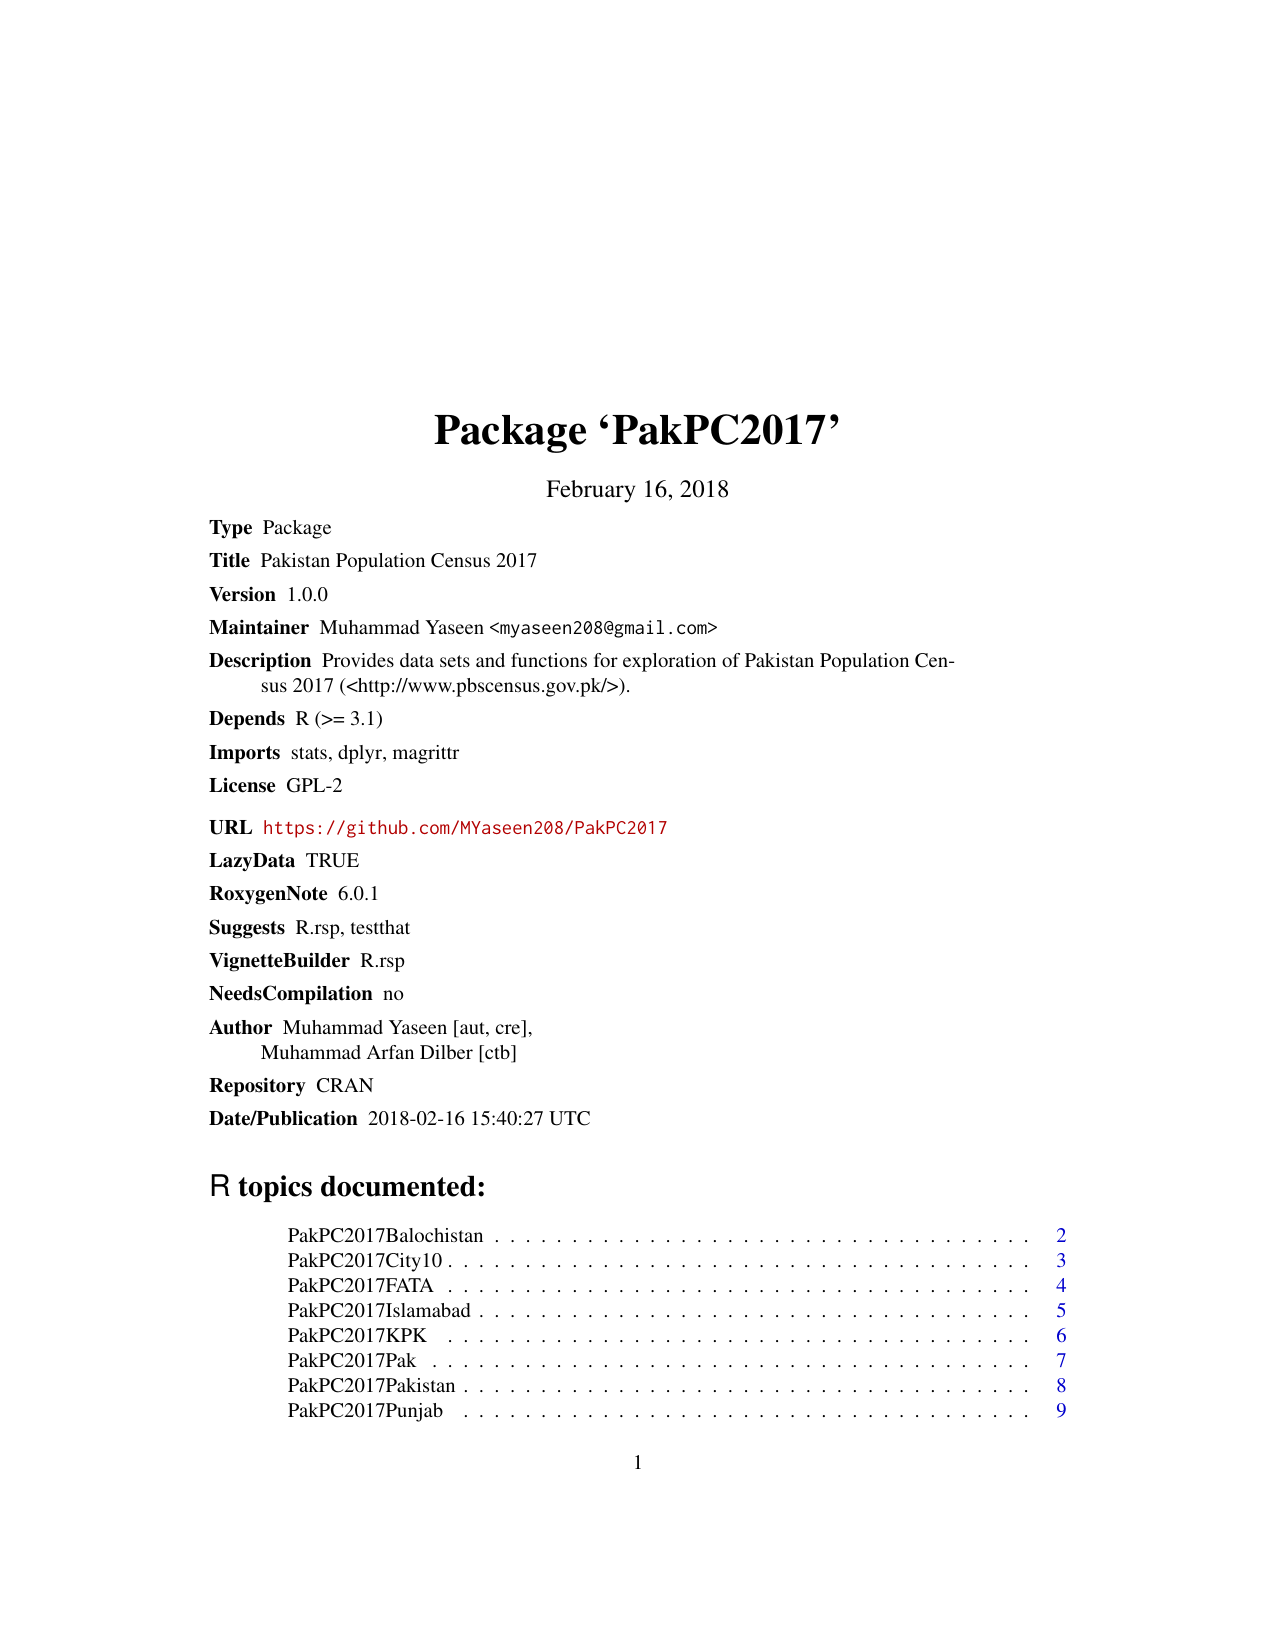 Package ‘PakPC2017’
February 16, 2018
Type Package
Title Pakistan Population Census 2017
Version 1.0.0
Maintainer Muhammad Yaseen <myaseen208@gmail.com>
Description Provides data sets and functions for exploration of Pakistan Population Cen-
sus 2017 (<http://www.pbscensus.gov.pk/>).
Depends R (>= 3.1)
Imports stats, dplyr, magrittr
License GPL-2
URL https://github.com/MYaseen208/PakPC2017
LazyData TRUE
RoxygenNote 6.0.1
Suggests R.rsp, testthat
VignetteBuilder R.rsp
NeedsCompilation no
Author Muhammad Yaseen [aut, cre],
Muhammad Arfan Dilber [ctb]
Repository CRAN
Date/Publication 2018-02-16 15:40:27 UTC
R topics documented:
PakPC2017Balochistan . . . . . . . . . . . . . . . . . . . . . . . . . . . . . . . . . . . 2
PakPC2017City10 . . . . . . . . . . . . . . . . . . . . . . . . . . . . . . . . . . . . . . 3
PakPC2017FATA . . . . . . . . . . . . . . . . . . . . . . . . . . . . . . . . . . . . . . 4
PakPC2017Islamabad . . . . . . . . . . . . . . . . . . . . . . . . . . . . . . . . . . . . 5
PakPC2017KPK . . . . . . . . . . . . . . . . . . . . . . . . . . . . . . . . . . . . . . 6
PakPC2017Pak . . . . . . . . . . . . . . . . . . . . . . . . . . . . . . . . . . . . . . . 7
PakPC2017Pakistan . . . . . . . . . . . . . . . . . . . . . . . . . . . . . . . . . . . . . 8
PakPC2017Punjab . . . . . . . . . . . . . . . . . . . . . . . . . . . . . . . . . . . . . 9
1